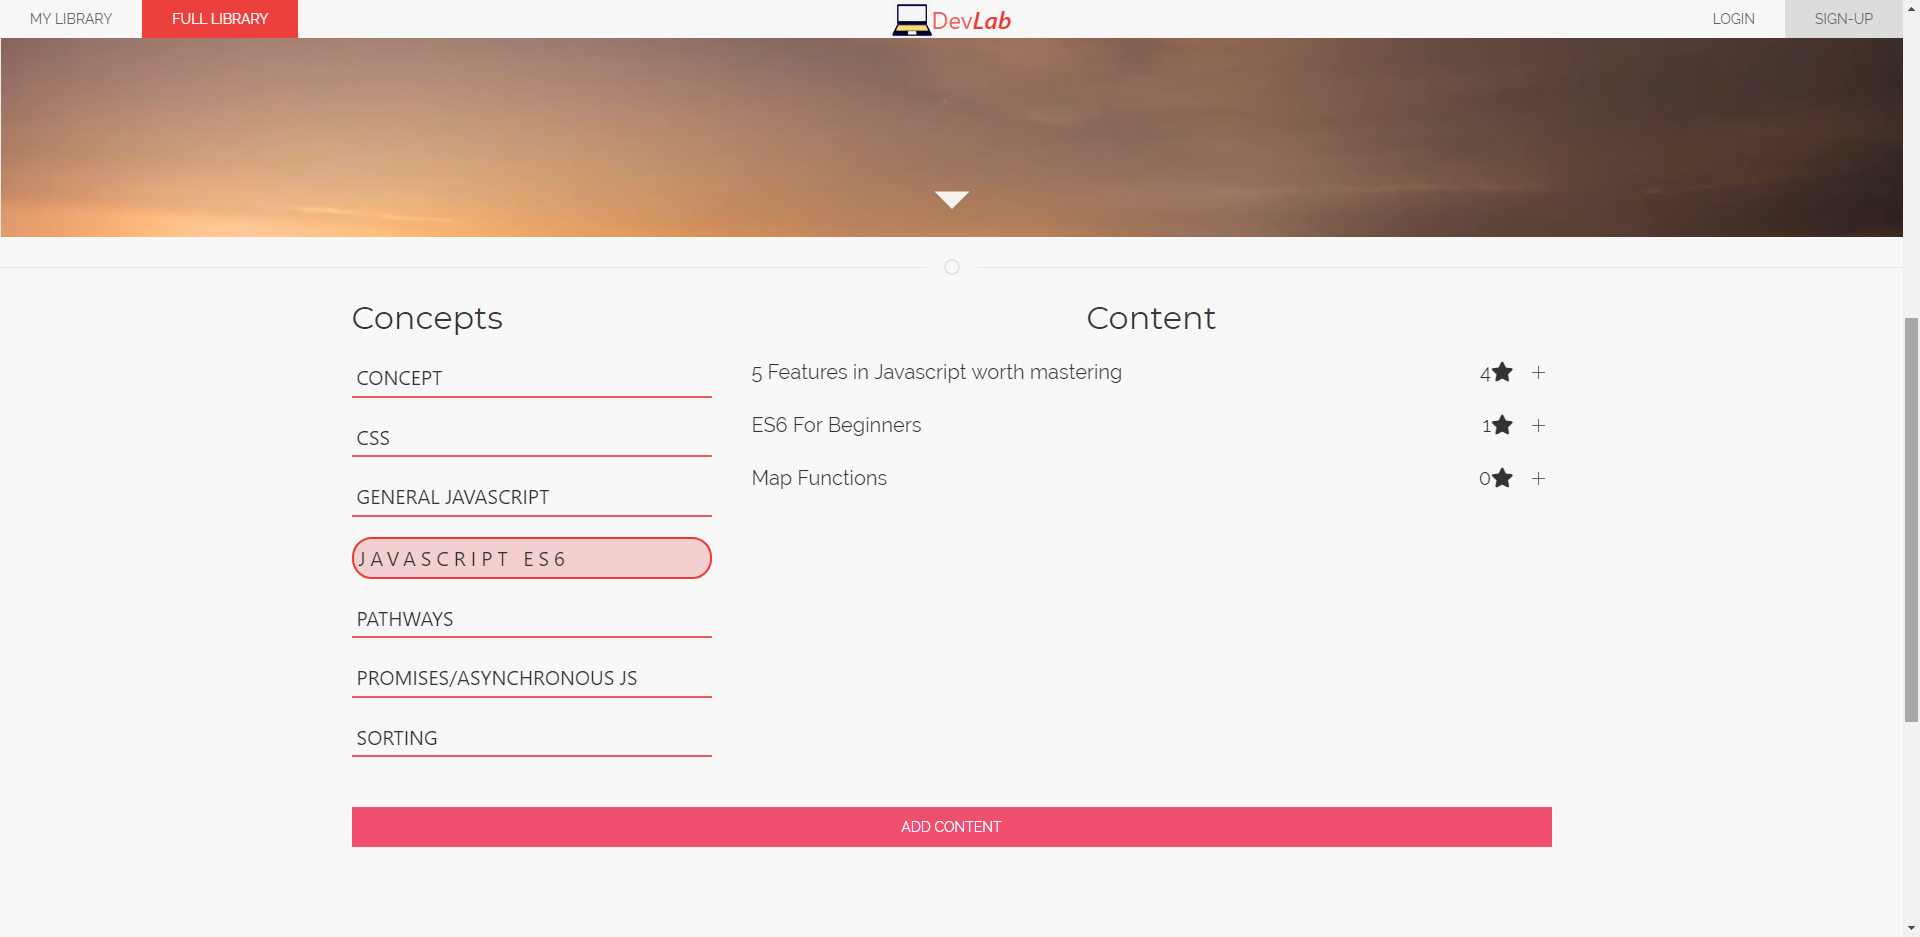 MY LIBRARY
FULL LIBRARY
DevLab
LOGIN
SIGN-UP
Concepts
CONCEPT
CSS
GENERAL JAVASCRIPT
JAVASCRIPT ES6
PATHWAYS
PROMISES/ASYNCHRONOUS JS
SORTING
Content
5 Features in Javascript worth mastering 4
ES6 For Beginners 1
Map Functions 0
ADD CONTENT